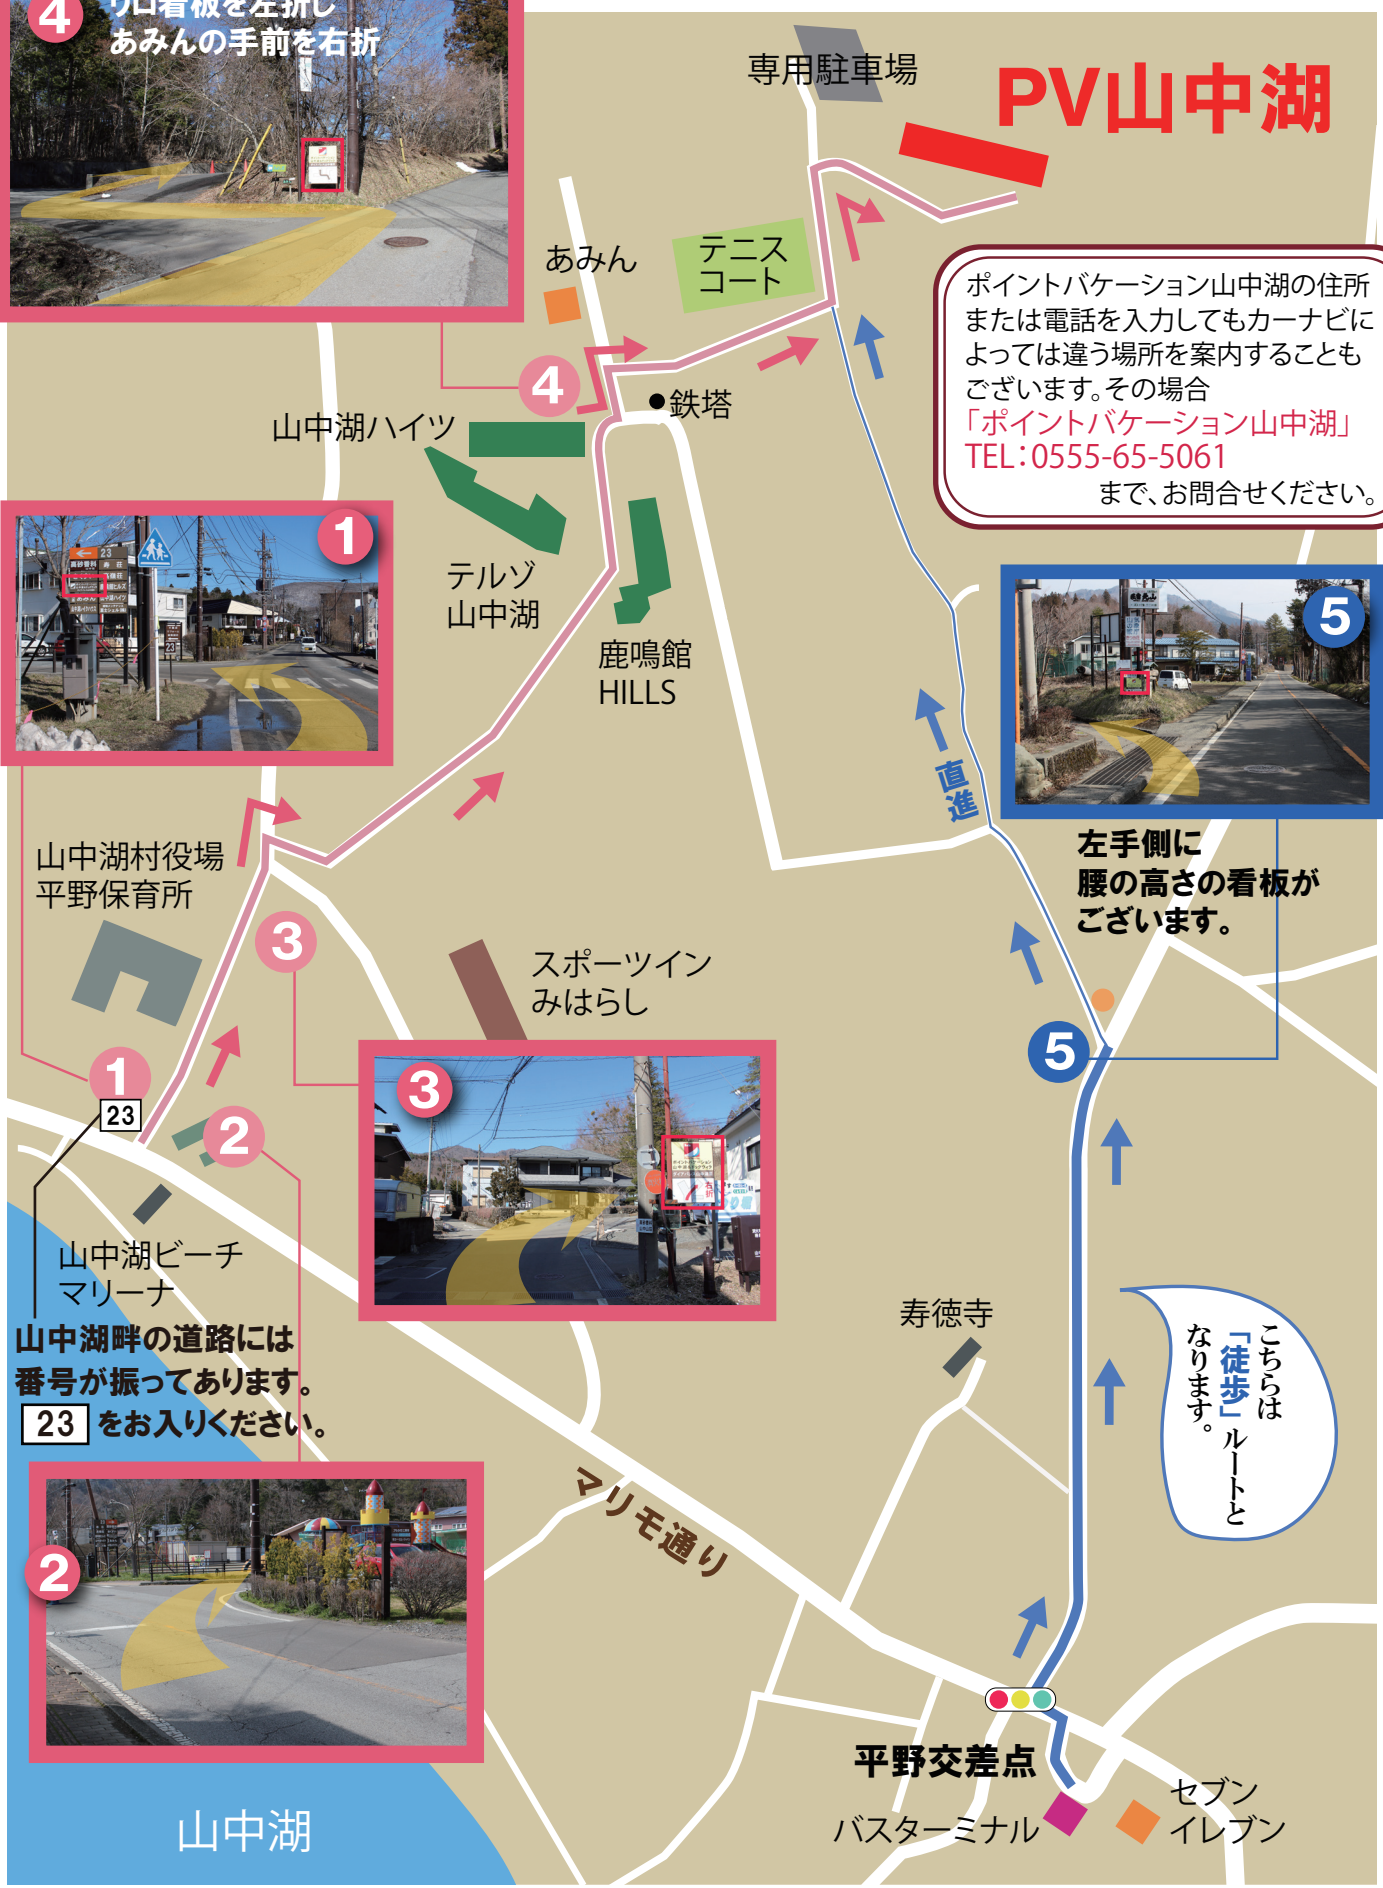 4
リロ看板を左折し
あみんの手前を右折
専用駐車場
PV山中湖
あみん
テニス
コート
ポイントバケーション山中湖の住所
または電話を入力してもカーナビに
よっては違う場所を案内することも
ございます。その場合
「ポイントバケーション山中湖」
TEL：0555-65-5061
まで、お問合せください。
4
鉄塔
山中湖ハイツ
1
23
テルゾ
山中湖
鹿鳴館
HILLS
5
直進
左手側に
腰の高さの看板が
ございます。
山中湖村役場
平野保育所
3
スポーツイン
みはらし
5
1
23
2
3
右折
山中湖ビーチ
マリーナ
山中湖畔の道路には
番号が振ってあります。
23 をお入りください。
寿徳寺
こちらは
「徒歩」ルートと
なります。
マリモ通り
2
平野交差点
バスターミナル
セブン
イレブン
山中湖